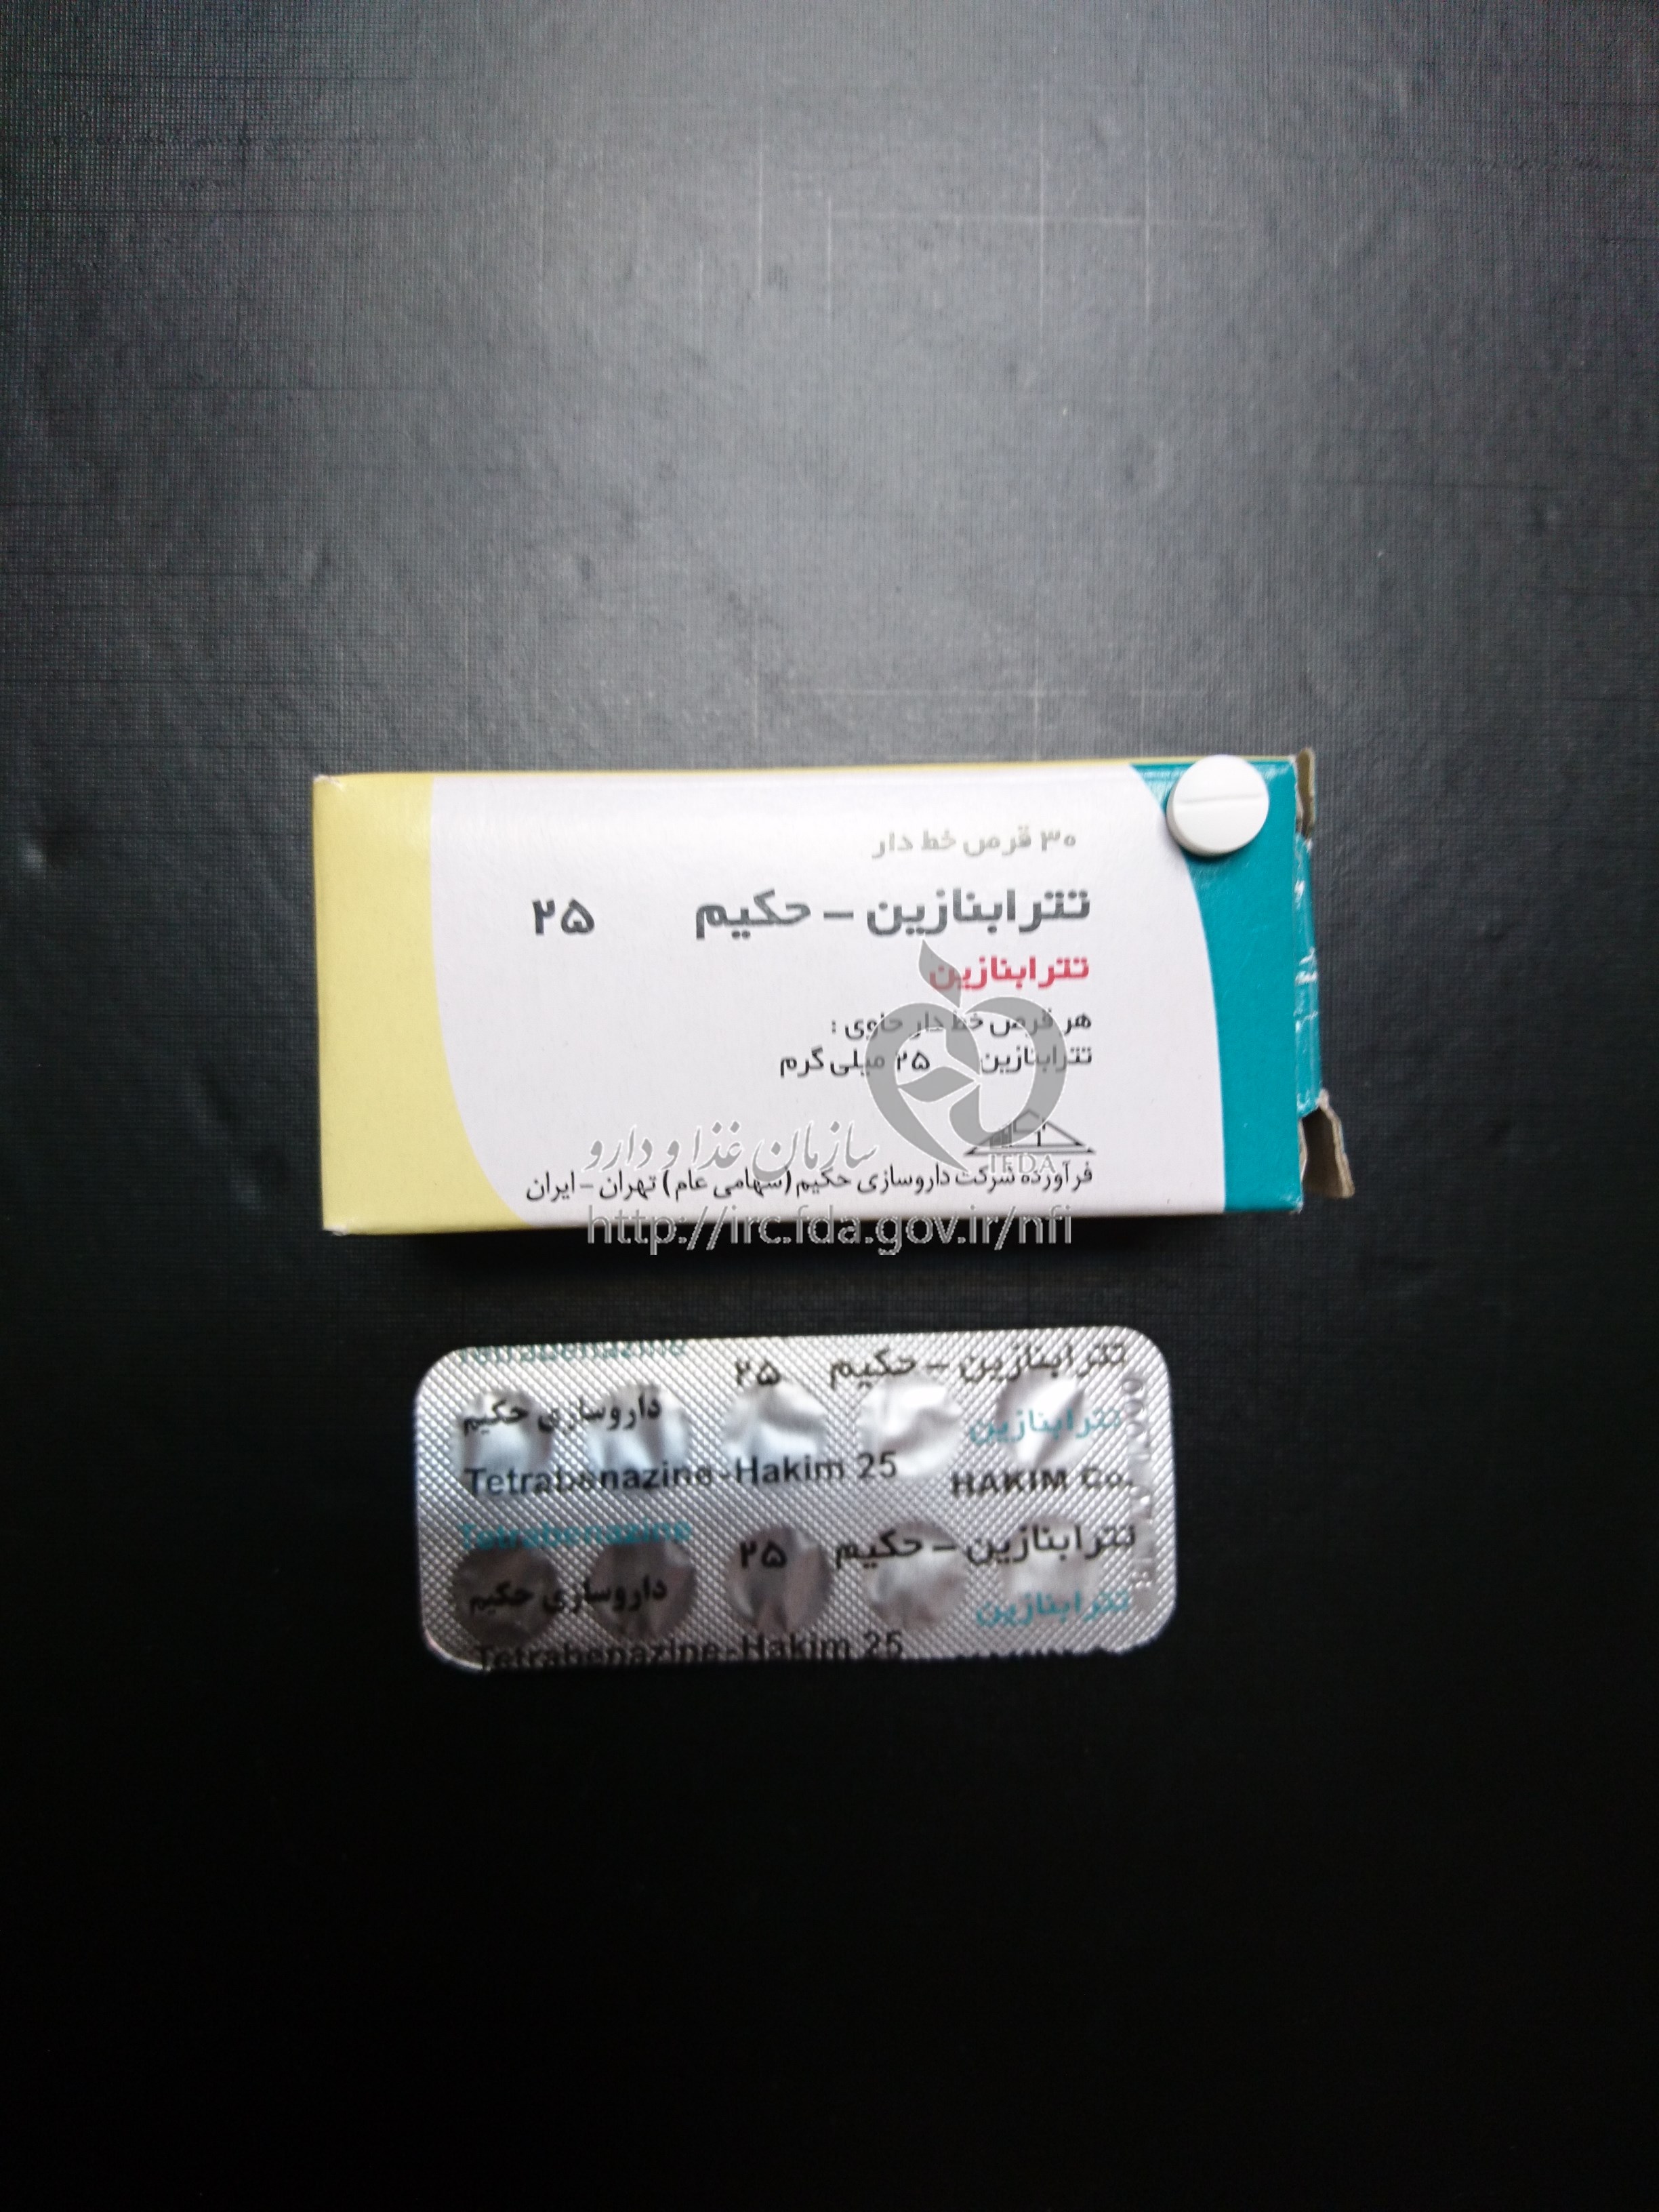 ۳۰ قرص خط دار
تترابنازین – حکیم ۲۵
تترابنازین
هر قرص خط دار حاوی :
تترابنازین ۲۵ میلی گرم
IFDA
سازمان غذا و دارو
فرآورده شرکت داروسازی حکیم (سهامی عام) تهران – ایران
http://irc.fda.gov.ir/nfi
Tetrabenazine
تترابنازین – حکیم ۲۵
داروسازی حکیم
تترابنازین
Tetrabenazine-Hakim 25
HAKIM Co.
Tetrabenazine
تترابنازین – حکیم ۲۵
داروسازی حکیم
تترابنازین
Tetrabenazine-Hakim 25